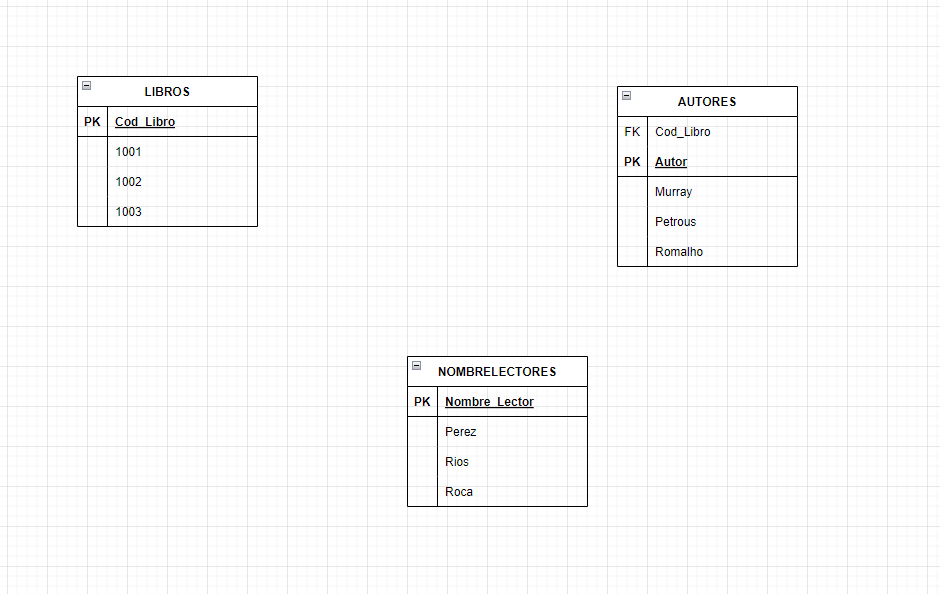 LIBROS
PK Cod_Libro
1001
1002
1003
AUTORES
FK Cod_Libro
PK Autor
Murray
Petrous
Romalho
NOMBRELECTORES
PK Nombre_Lector
Perez
Rios
Roca